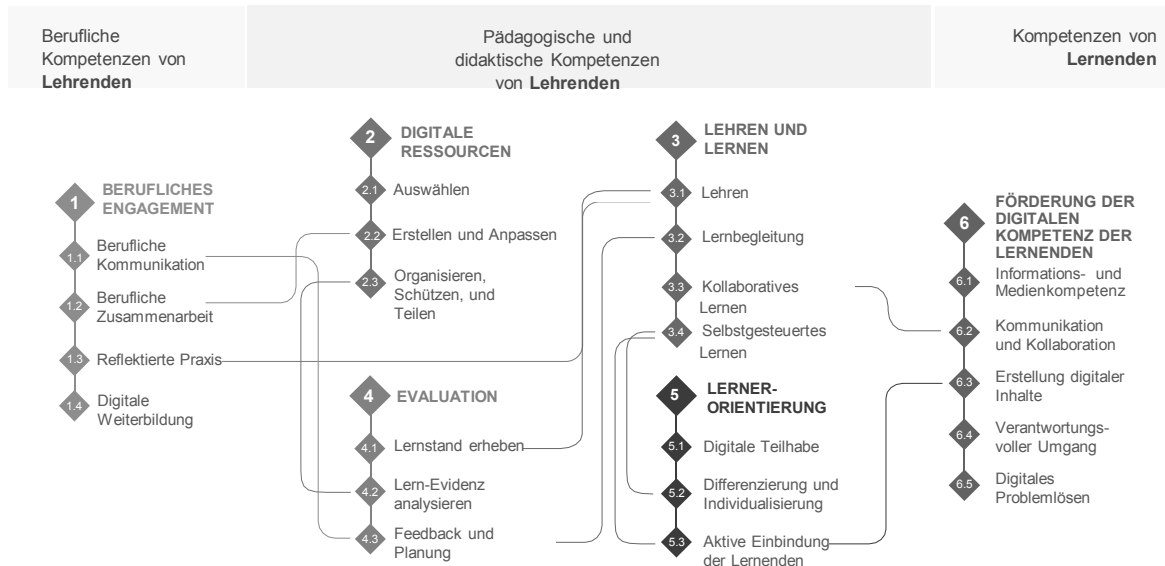 Berufliche
Kompetenzen von
Lehrenden
Pädagogische und
didaktische Kompetenzen
von Lehrenden
Kompetenzen von
Lernenden
1
BERUFLICHES
ENGAGEMENT
1.1
Berufliche
Kommunikation
1.2
Berufliche
Zusammenarbeit
1.3
Reflektierte Praxis
1.4
Digitale
Weiterbildung
2
DIGITALE
RESSOURCEN
2.1
Auswählen
2.2
Erstellen und Anpassen
2.3
Organisieren,
Schützen, und
Teilen
4
EVALUATION
4.1
Lernstand erheben
4.2
Lern-Evidenz
analysieren
4.3
Feedback und
Planung
3
LEHREN UND
LERNEN
3.1
Lehren
3.2
Lernbegleitung
3.3
Kollaboratives
Lernen
3.4
Selbstgesteuertes
Lernen
5
LERNER-
ORIENTIERUNG
5.1
Digitale Teilhabe
5.2
Differenzierung und
Individualisierung
5.3
Aktive Einbindung
der Lernenden
6
FÖRDERUNG DER
DIGITALEN
KOMPETENZ DER
LERNENDEN
6.1
Informations- und
Medienkompetenz
6.2
Kommunikation
und Kollaboration
6.3
Erstellung digitaler
Inhalte
6.4
Verantwortungs-
voller Umgang
6.5
Digitales
Problemlösen